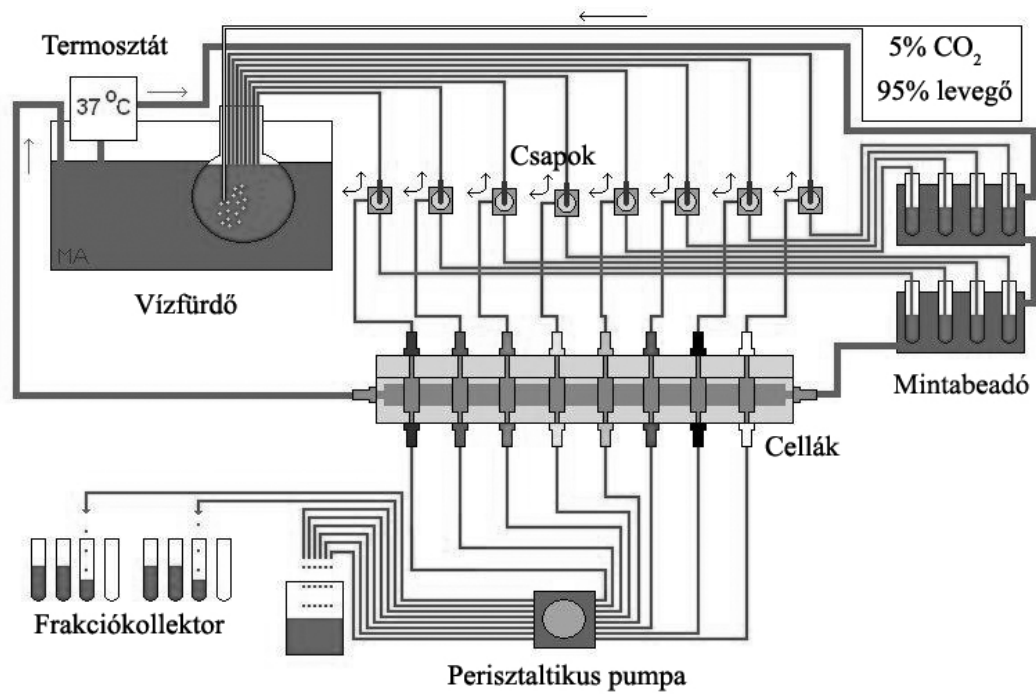 Termosztát
5% CO₂
95% levegő
37 °C
Csapok
MA
Vízfürdő
Mintabeadó
Cellák
Frakciókollektor
Perisztaltikus pumpa